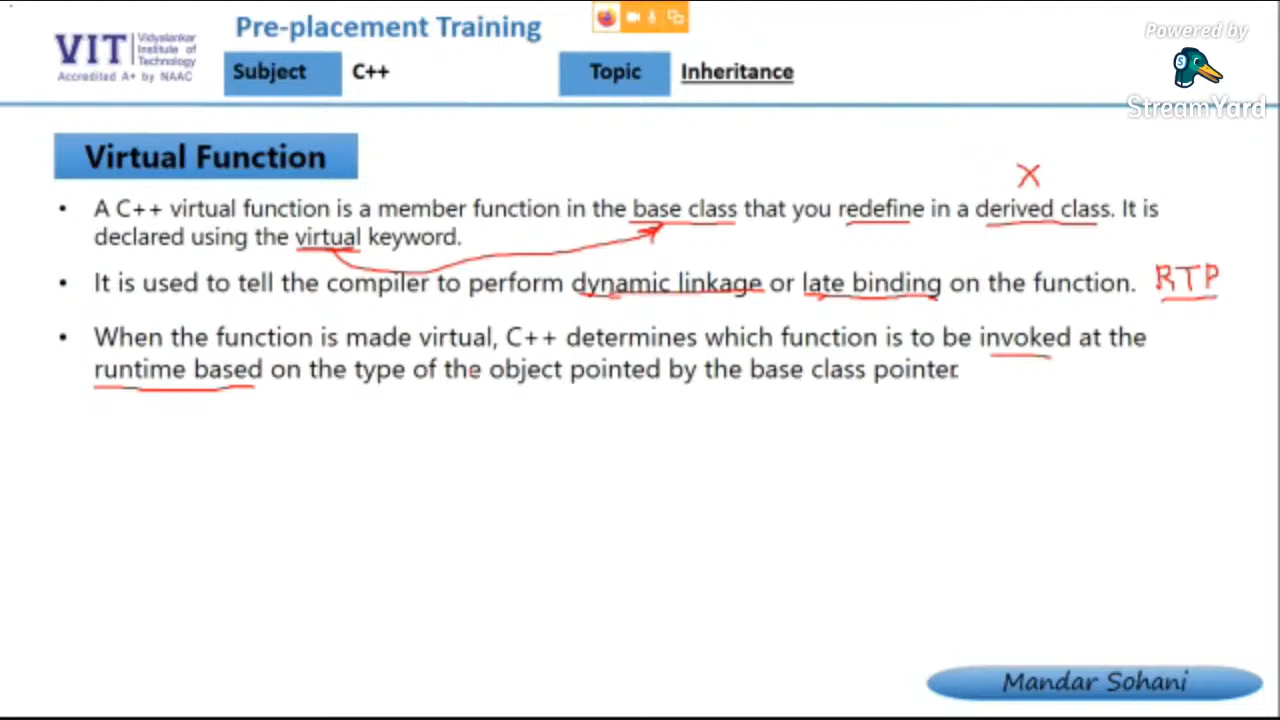 Pre-placement Training
Powered by
VIT
Vidyalankar
Institute of
Technology
Accredited A+ by NAAC
Subject
C++
Topic
Inheritance
StreamYard
Virtual Function
X
• A C++ virtual function is a member function in the base class that you redefine in a derived class. It is
declared using the virtual keyword.
• It is used to tell the compiler to perform dynamic linkage or late binding on the function. RTP
• When the function is made virtual, C++ determines which function is to be invoked at the
runtime based on the type of the object pointed by the base class pointer.
Mandar Sohani